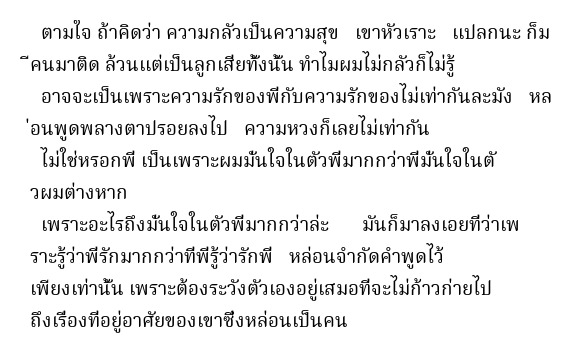 ตามใจ ถ้าคิดว่า ความกลัวเป็นความสุข เขาหัวเราะ แปลกนะ ก็ม
ีคนมาติด ล้วนแต่เป็นลูกเสียทั้งนั้น ทำไมผมไม่กลัวก็ไม่รู้
อาจจะเป็นเพราะความรักของพี่กับความรักของไม่เท่ากันละมัง หล
่อนพูดพลางตาปรอยลงไป ความหวงก็เลยไม่เท่ากัน
ไม่ใช่หรอกพี่ เป็นเพราะผมมั่นใจในตัวพี่มากกว่าพี่มั่นใจในตั
วผมต่างหาก
เพราะอะไรถึงมั่นใจในตัวพี่มากกว่าล่ะ มันก็มาลงเอยที่ว่าเพ
ราะรู้ว่าพี่รักมากกว่าที่พี่รู้ว่ารักพี่ หล่อนจำกัดคำพูดไว้
เพียงเท่านั้น เพราะต้องระวังตัวเองอยู่เสมอที่จะไม่ก้าวก่ายไป
ถึงเรื่องที่อยู่อาศัยของเขาซึ่งหล่อนเป็นคน